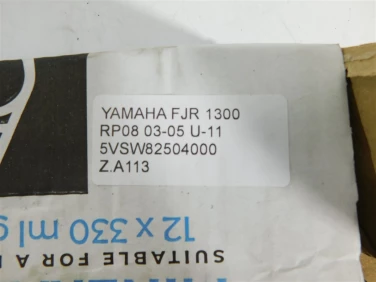 YAMAHA FJR 1300
RP08 03-05 U-11
5VSW82504000
Z.A113
12 x 330 ml
SUITABLE FOR A